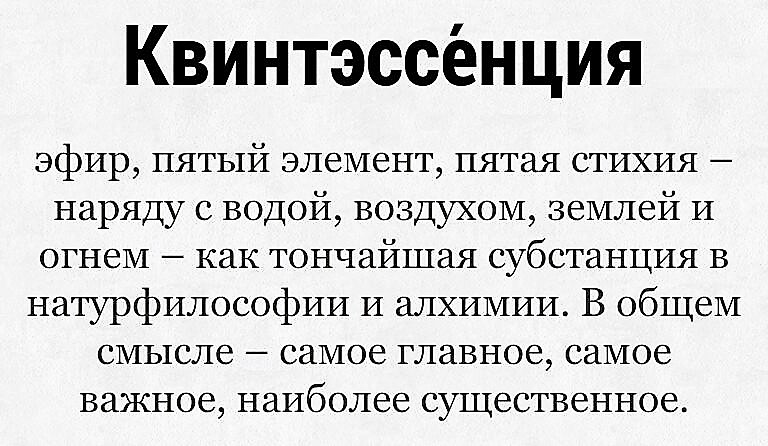 Квинтэссе́нция
эфир, пятый элемент, пятая стихия –
наряду с водой, воздухом, землей и
огнем – как тончайшая субстанция в
натурфилософии и алхимии. В общем
смысле – самое главное, самое
важное, наиболее существенное.